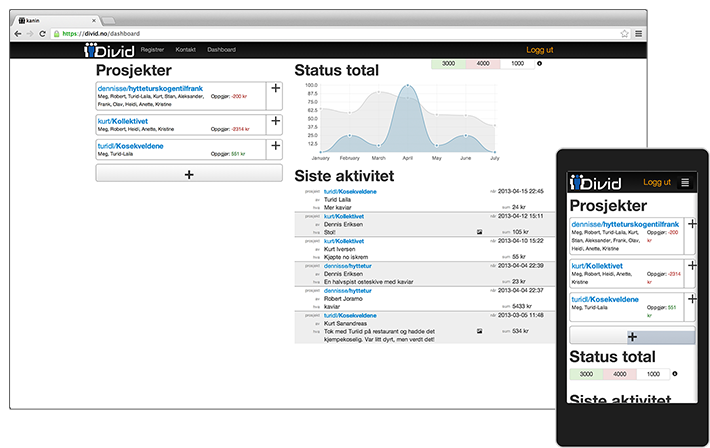 kanin
https://divid.no/dashboard
Divid Registrer Kontakt Dashboard Logg ut
Prosjekter
dennisse/hytteturskogentilfrank
Meg, Robert, Turid-Laila, Kurt, Stan, Aleksander, Oppgjør: -200 kr
Frank, Olav, Heidi, Anette, Kristine
+
kurt/Kollektivet
Meg, Robert, Heidi, Anette, Kristine Oppgjør: -2314 kr
+
turidl/Kosekveldene
Meg, Turid-Laila Oppgjør: 551 kr
+
+
Status total
3000 4000 1000
100.0
87.5
75.0
62.5
50.0
37.5
25.0
12.5
January February March April May June July
Siste aktivitet
prosjekt turidl/Kosekveldene når 2013-04-15 22:45
av Turid Laila
hva Mer kaviar sum 24 kr
prosjekt kurt/Kollektivet når 2013-04-12 15:11
av Dennis Eriksen
hva Stol! sum 105 kr
prosjekt kurt/Kollektivet når 2013-04-10 15:22
av Kurt Iversen
hva Kjøpte no iskrem sum 55 kr
prosjekt dennisse/hyttetur når 2013-04-04 22:39
av Dennis Eriksen
hva En halvspist osteskive med kaviar sum 23 kr
prosjekt dennisse/hyttetur når 2013-04-04 22:37
av Robert Joramo
hva kaviar sum 5433 kr
prosjekt turidl/Kosekveldene når 2013-03-05 11:48
av Kurt Sanandreas
hva Tok med Turiid på restaurant og hadde det sum 534 kr
kjempekoselig. Var litt dyrt, men verdt det!
Divid Logg ut
Prosjekter
dennisse/hytteturskogentilfrank
Meg, Robert, Turid-Laila, Kurt, Oppgjør: -200
Stan, Aleksander, Frank, Olav, kr
Heidi, Anette, Kristine
+
kurt/Kollektivet
Meg, Robert, Heidi, Anette, Oppgjør: -2314
Kristine kr
+
turidl/Kosekveldene
Meg, Turid-Laila Oppgjør: 551
kr
+
+
Status total
3000 4000 1000
Siste aktivitet